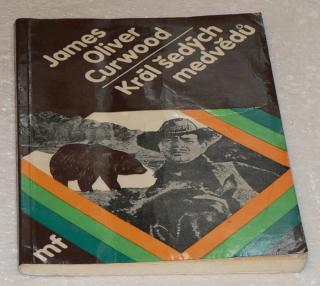 James
Oliver
Curwood
Král šedých
medvědů
mf